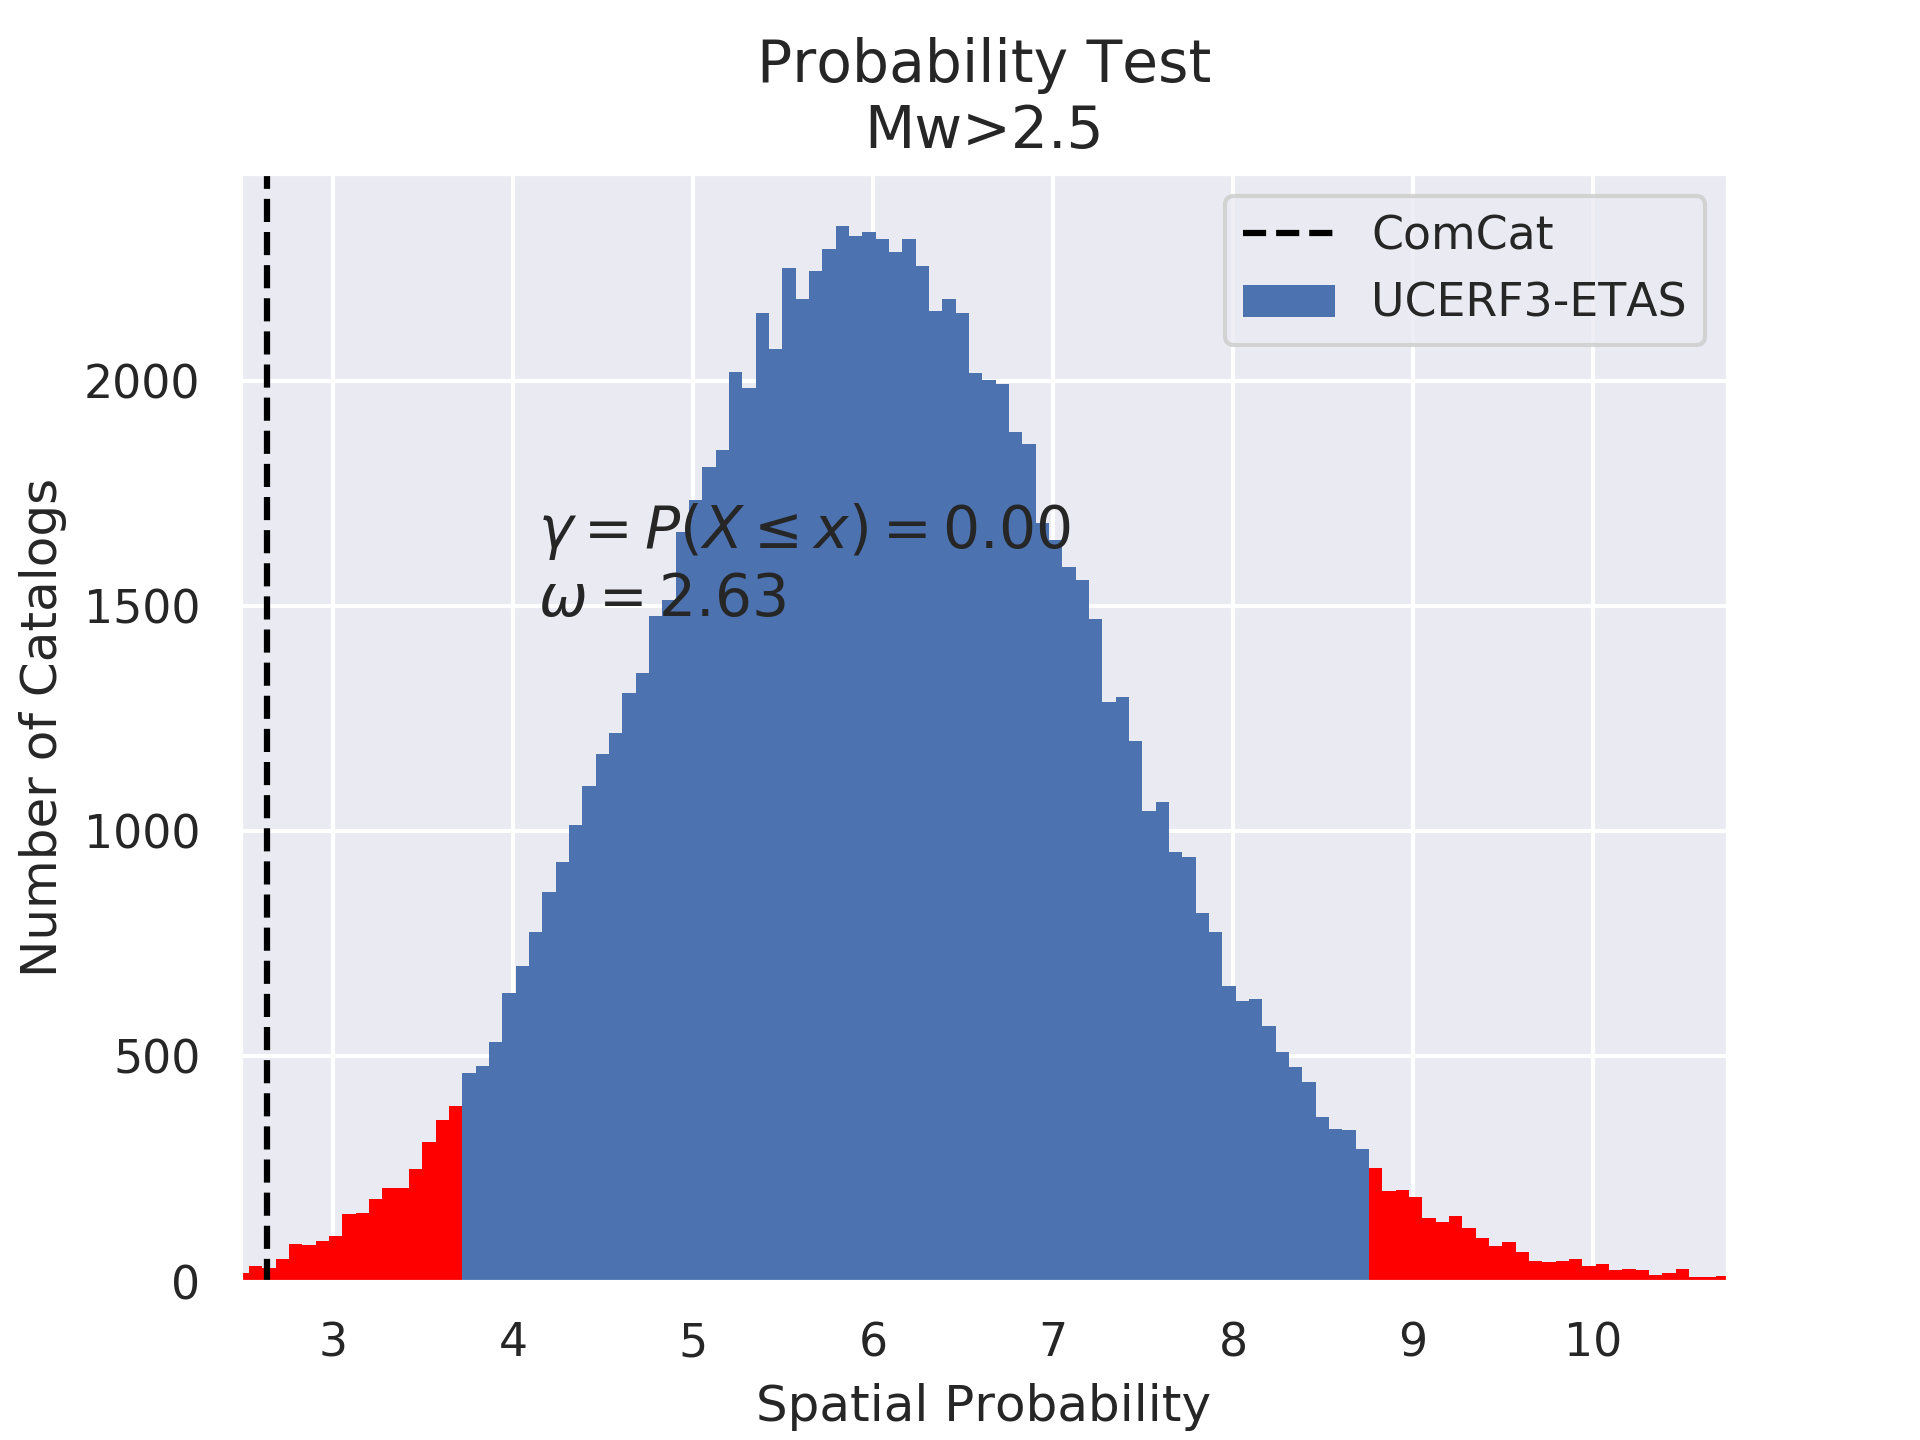 Probability Test
Mw>2.5
ComCat
UCERF3-ETAS
γ = P(X ≤ x) = 0.00
ω = 2.63
Number of Catalogs
2000
1500
1000
500
0
3 4 5 6 7 8 9 10
Spatial Probability